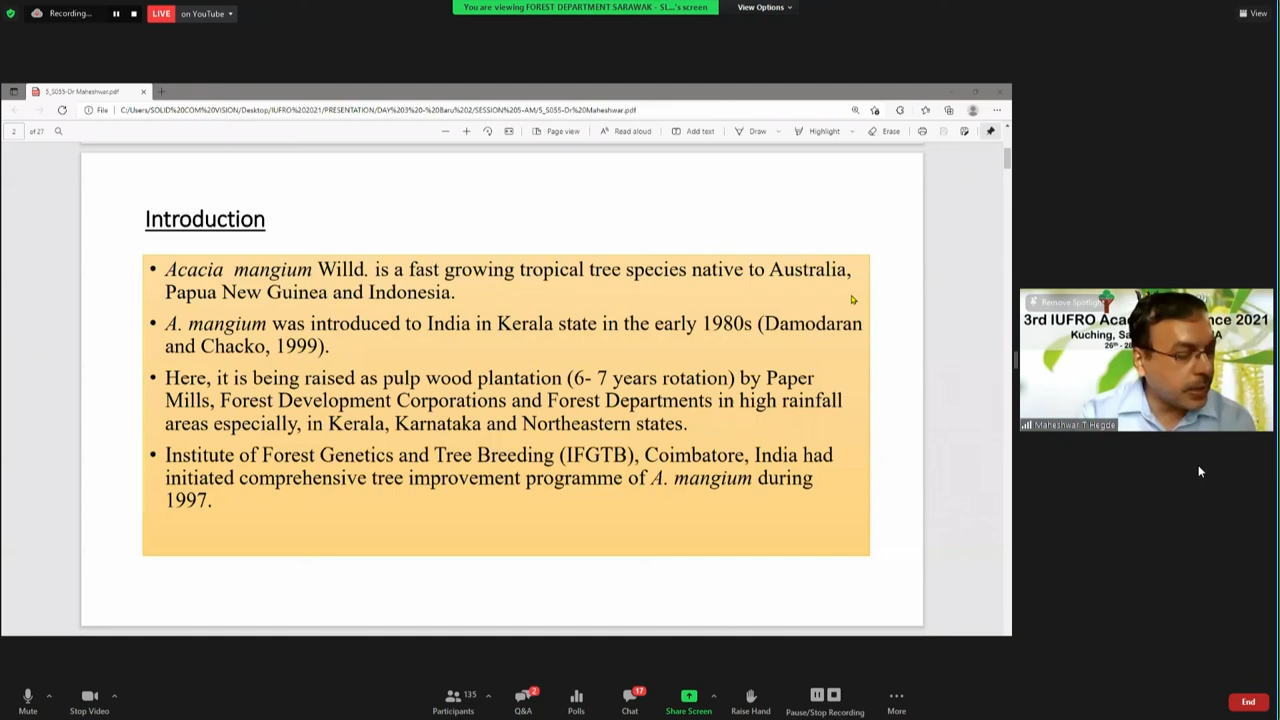 Recording...
LIVE
on YouTube
You are viewing FOREST DEPARTMENT SARAWAK - SL...'s screen
View Options
View
5_S055-Dr Maheshwar.pdf
File
C:/Users/SOLID%20COM%20VISION/Desktop/IUFRO%202021/PRESENTATION/DAY%203%20-%20Baru%202/SESSION%205-AM/5_S055-Dr%20Maheshwar.pdf
2 of 27
Page view
Read aloud
Add text
Draw
Highlight
Erase
Introduction
• Acacia mangium Willd. is a fast growing tropical tree species native to Australia,
Papua New Guinea and Indonesia.
• A. mangium was introduced to India in Kerala state in the early 1980s (Damodaran
and Chacko, 1999).
• Here, it is being raised as pulp wood plantation (6- 7 years rotation) by Paper
Mills, Forest Development Corporations and Forest Departments in high rainfall
areas especially, in Kerala, Karnataka and Northeastern states.
• Institute of Forest Genetics and Tree Breeding (IFGTB), Coimbatore, India had
initiated comprehensive tree improvement programme of A. mangium during
1997.
Remove Spotlight
3rd IUFRO Aca nce 2021
Kuching, Sa A
26th - 28
Maheshwar T Hegde
Mute
Stop Video
135
Participants
2
Q&A
Polls
17
Chat
Share Screen
Raise Hand
Pause/Stop Recording
More
End